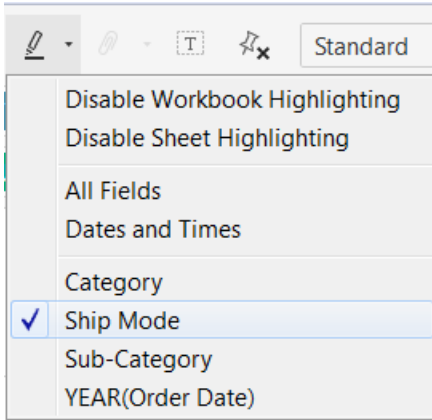 T
Standard
Disable Workbook Highlighting
Disable Sheet Highlighting
All Fields
Dates and Times
Category
Ship Mode
Sub-Category
YEAR(Order Date)